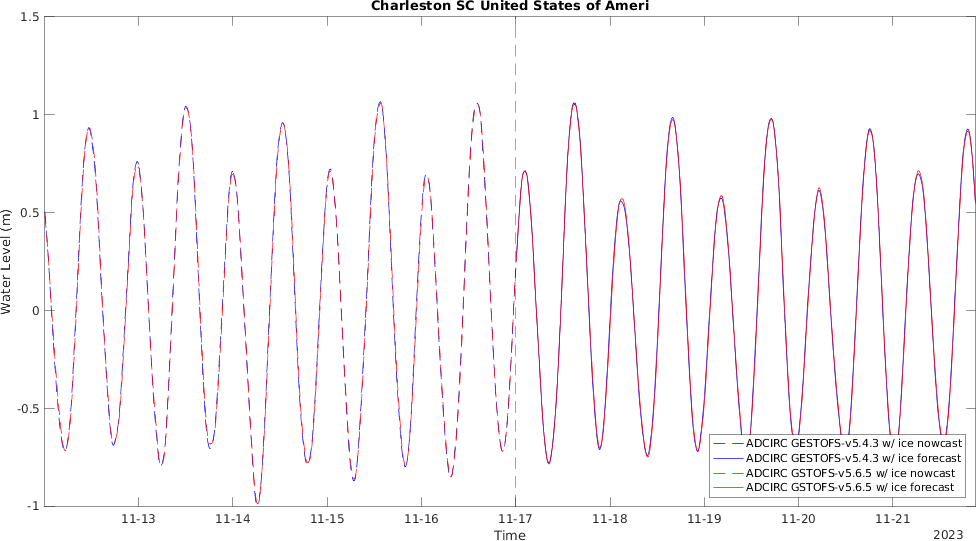 Charleston SC United States of Ameri
1.5
1
0.5
0
-0.5
-1
Water Level (m)
11-13 11-14 11-15 11-16 11-17 11-18 11-19 11-20 11-21
Time
2023
ADCIRC GESTOFS-v5.4.3 w/ ice nowcast
ADCIRC GESTOFS-v5.4.3 w/ ice forecast
ADCIRC GSTOFS-v5.6.5 w/ ice nowcast
ADCIRC GSTOFS-v5.6.5 w/ ice forecast